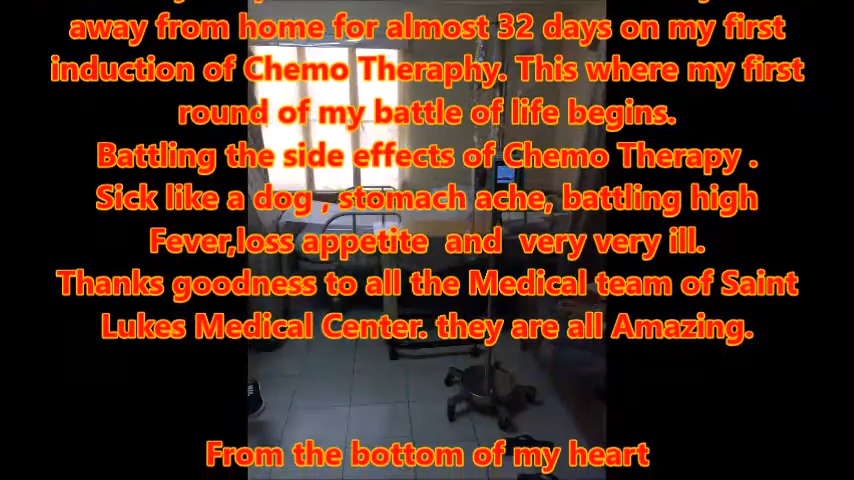 away from home for almost 32 days on my first
induction of Chemo Theraphy. This where my first
round of my battle of life begins.
Battling the side effects of Chemo Therapy .
Sick like a dog , stomach ache, battling high
Fever,loss appetite and very very ill.
Thanks goodness to all the Medical team of Saint
Lukes Medical Center. they are all Amazing.
From the bottom of my heart